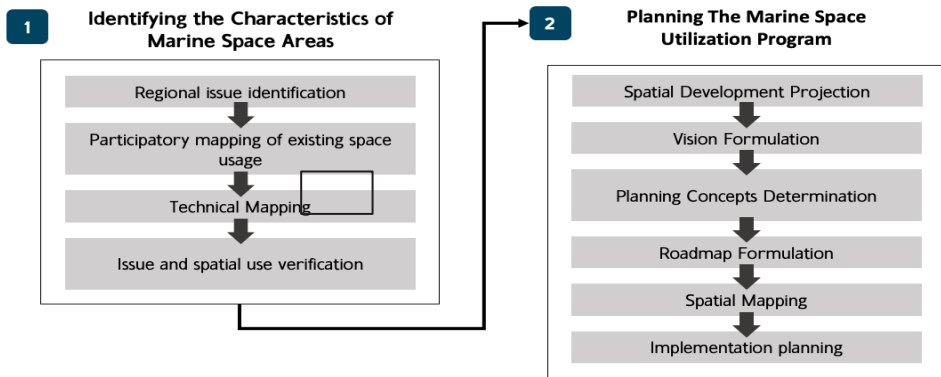 1
Identifying the Characteristics of
Marine Space Areas
Regional issue identification
Participatory mapping of existing space
usage
Technical Mapping
Issue and spatial use verification
2
Planning The Marine Space
Utilization Program
Spatial Development Projection
Vision Formulation
Planning Concepts Determination
Roadmap Formulation
Spatial Mapping
Implementation planning